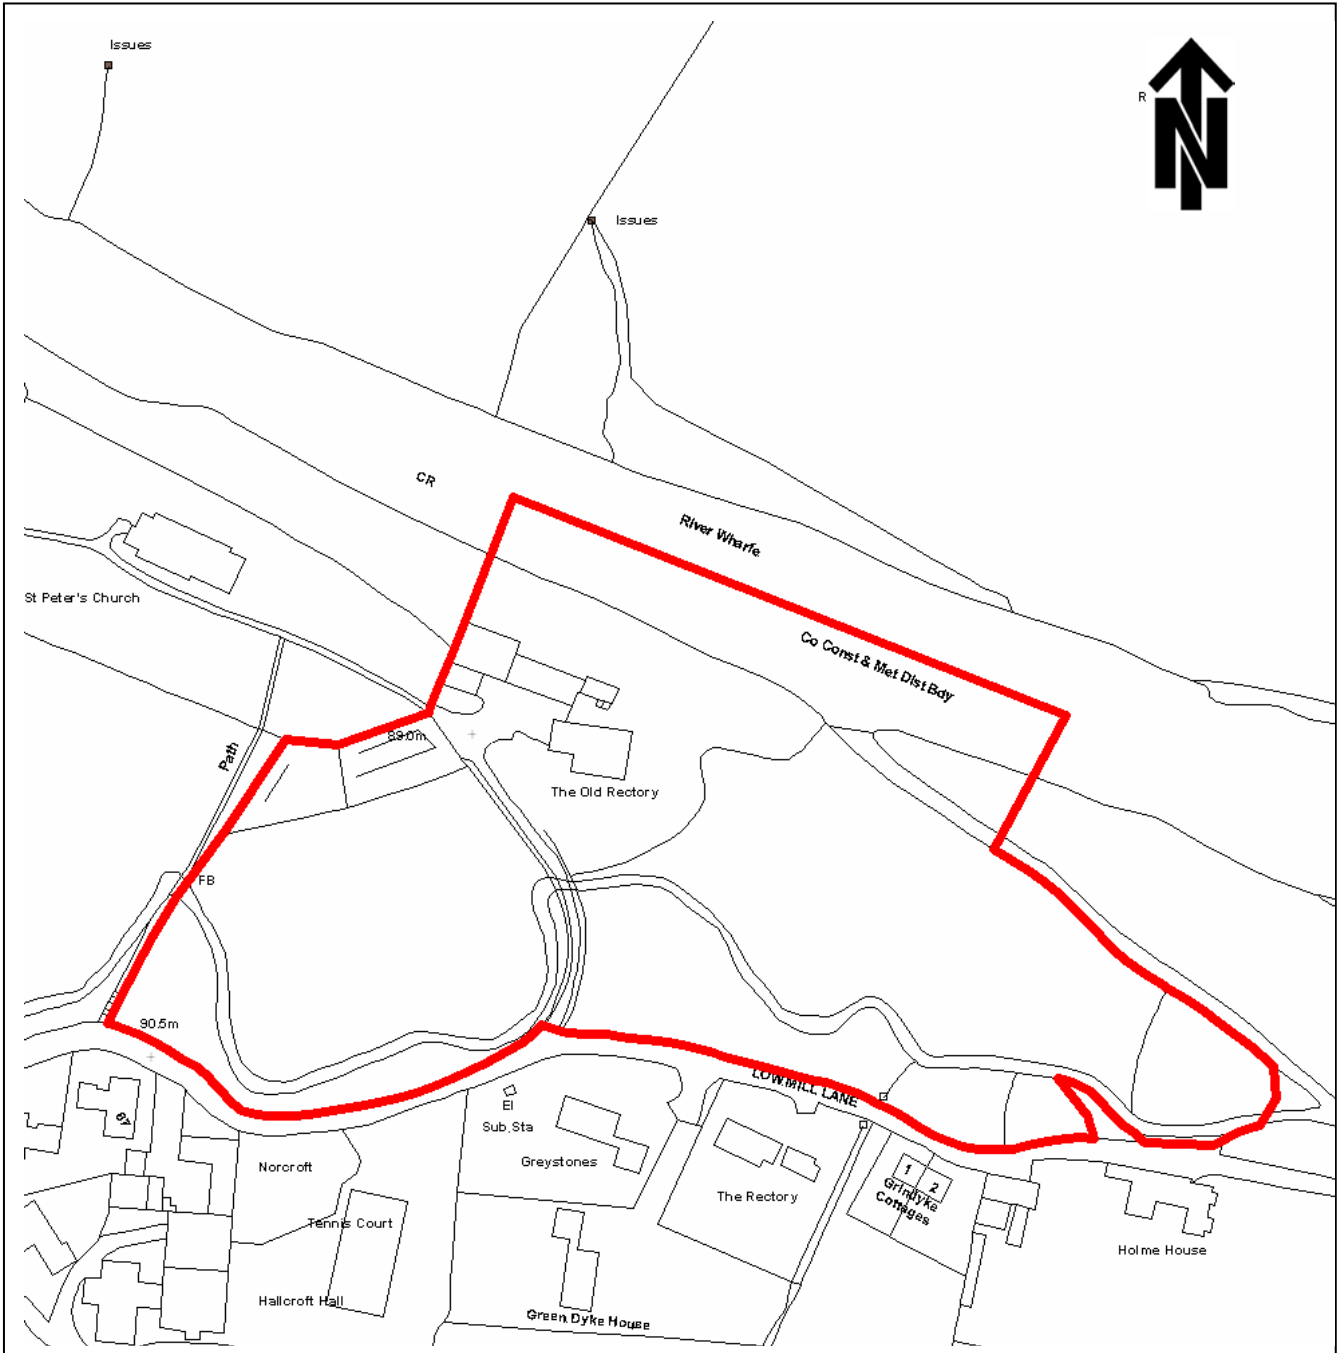 Issues
R
N
Issues
CR
River Wharfe
St Peter's Church
Co Const & Met Dist Bdy
89.0m
Path
The Old Rectory
FB
90.5m
LOW MILL LANE
El
Sub Sta
67
Greystones
Norcroft
The Rectory
1
2
Grindyke
Cottages
Tennis Court
Holme House
Hallcroft Hall
Green Dyke House